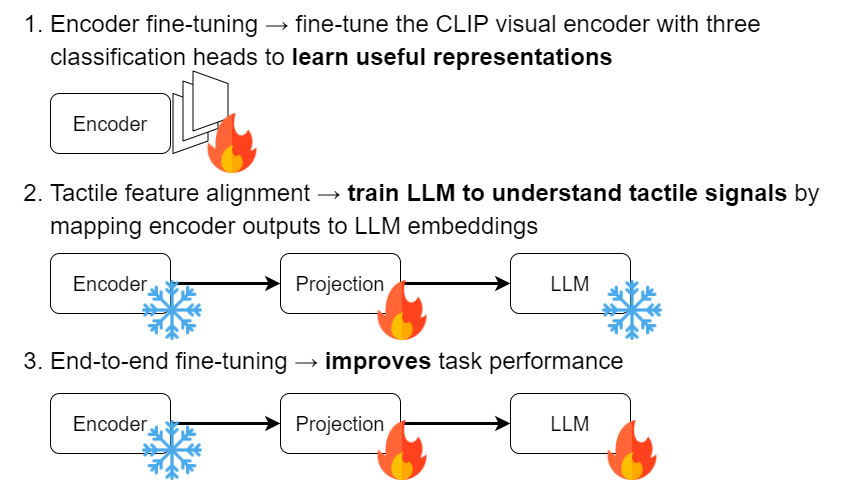 1. Encoder fine-tuning → fine-tune the CLIP visual encoder with three
classification heads to learn useful representations
Encoder
2. Tactile feature alignment → train LLM to understand tactile signals by
mapping encoder outputs to LLM embeddings
Encoder Projection LLM
3. End-to-end fine-tuning → improves task performance
Encoder Projection LLM